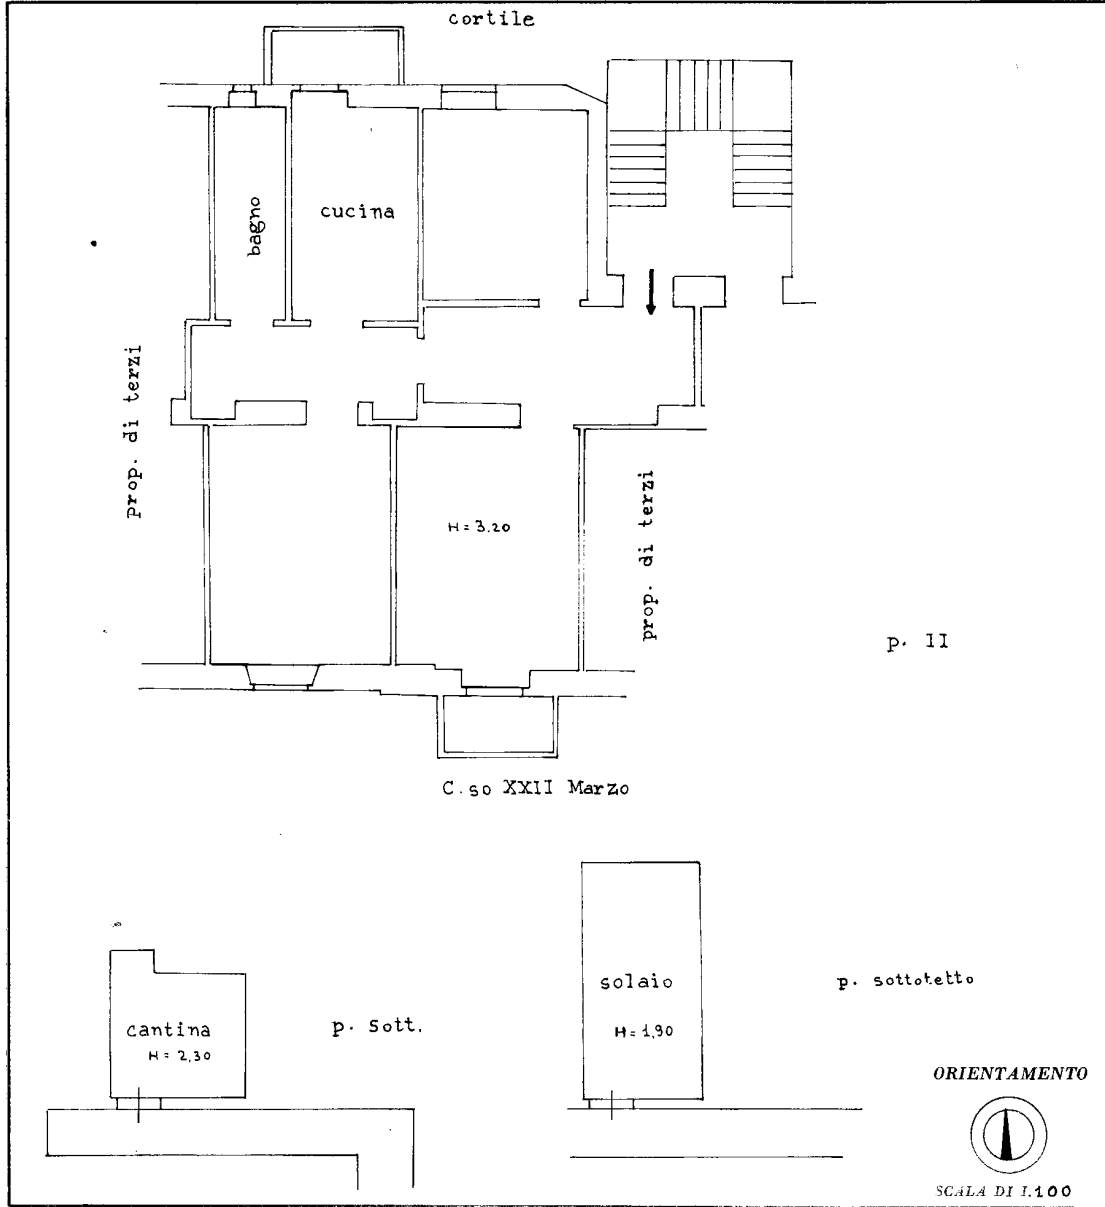 cortile
bagno
cucina
prop. di terzi
H = 3.20
prop. di terzi
p. II
C.so XXII Marzo
solaio
p. sottotetto
cantina
p. Sott.
H = 1,90
H = 2,30
ORIENTAMENTO
SCALA DI 1.100